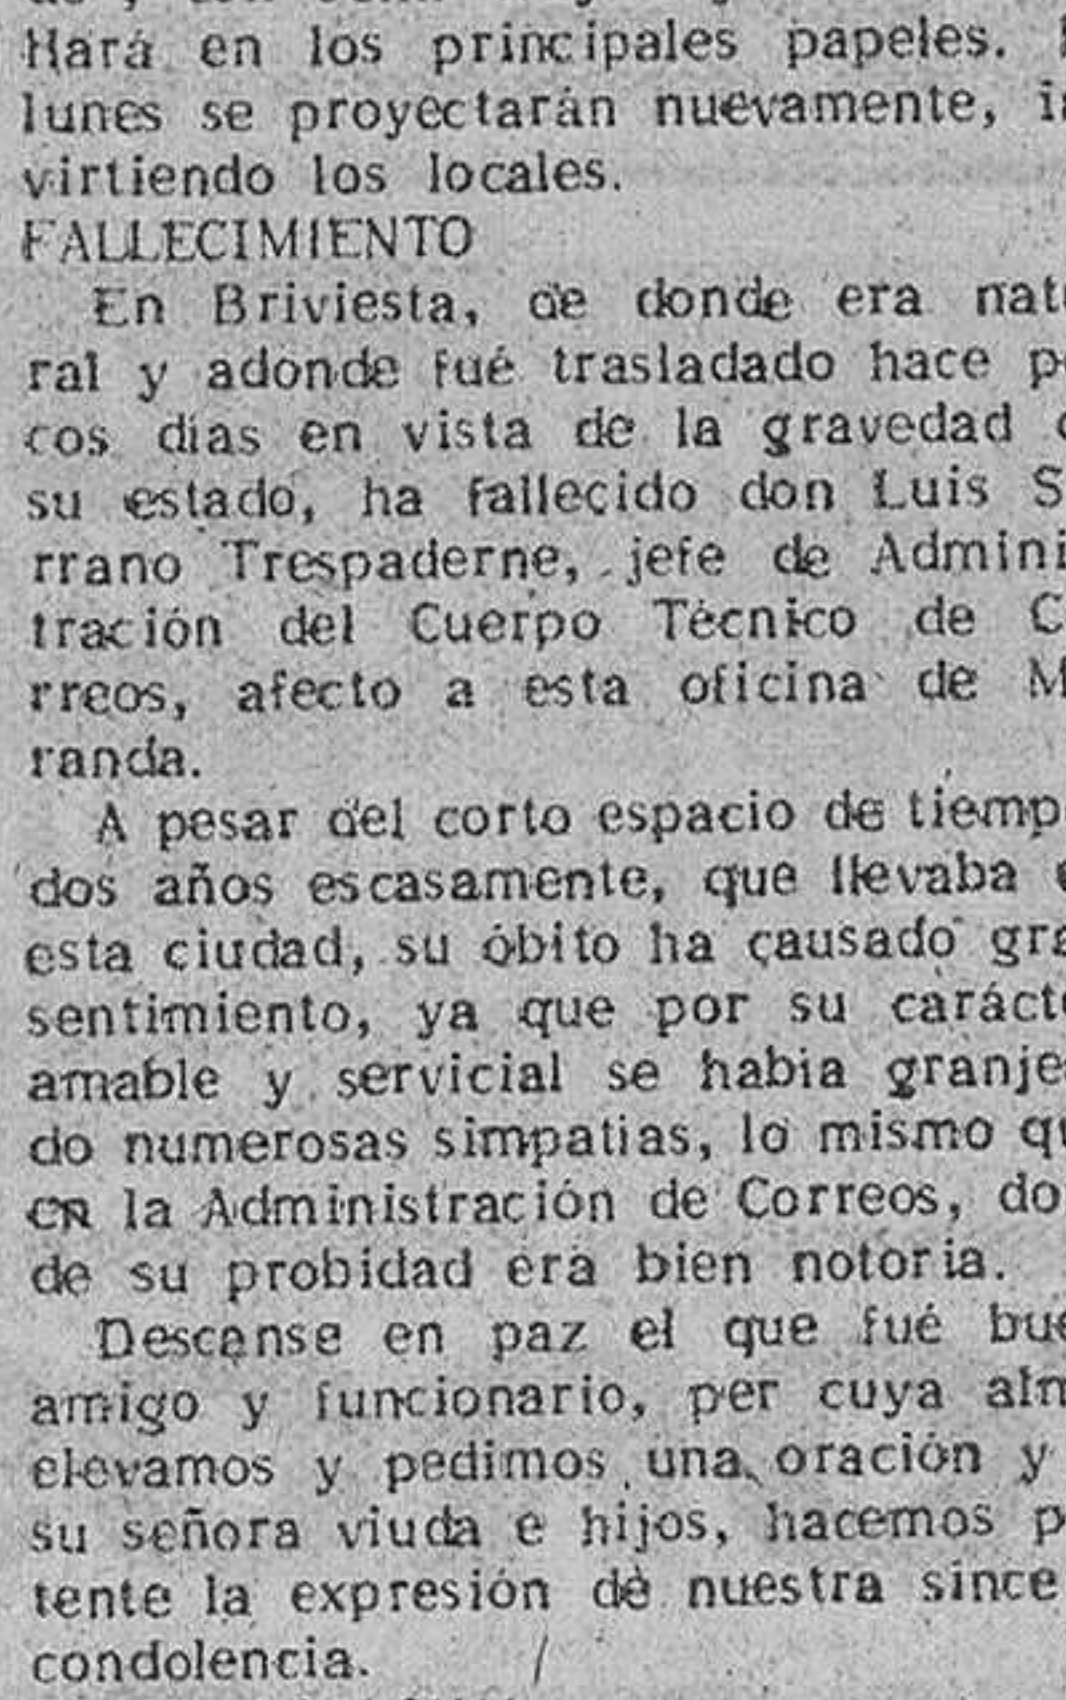 Hará en los principales papeles.
lunes se proyectarán nuevamente, i
virtiendo los locales.
FALLECIMIENTO
En Briviesta, de donde era nat
ral y adonde fué trasladado hace p
cos días en vista de la gravedad
su estado, ha fallecido don Luis S
rrano Trespaderne, jefe de Admini
tración del Cuerpo Técnico de C
rreos, afecto a esta oficina de M
randa.
A pesar del corto espacio de tiemp
dos años escasamente, que llevaba
esta ciudad, su óbito ha causado gra
sentimiento, ya que por su caráct
amable y servicial se había granje
do numerosas simpatias, lo mismo q
en la Administración de Correos, do
de su probidad era bien notoria.
Descanse en paz el que fué bue
amigo y funcionario, per cuya alm
elevamos y pedimos una oración y
su señora viuda e hijos, hacemos p
tente la expresión de nuestra since
condolencia.